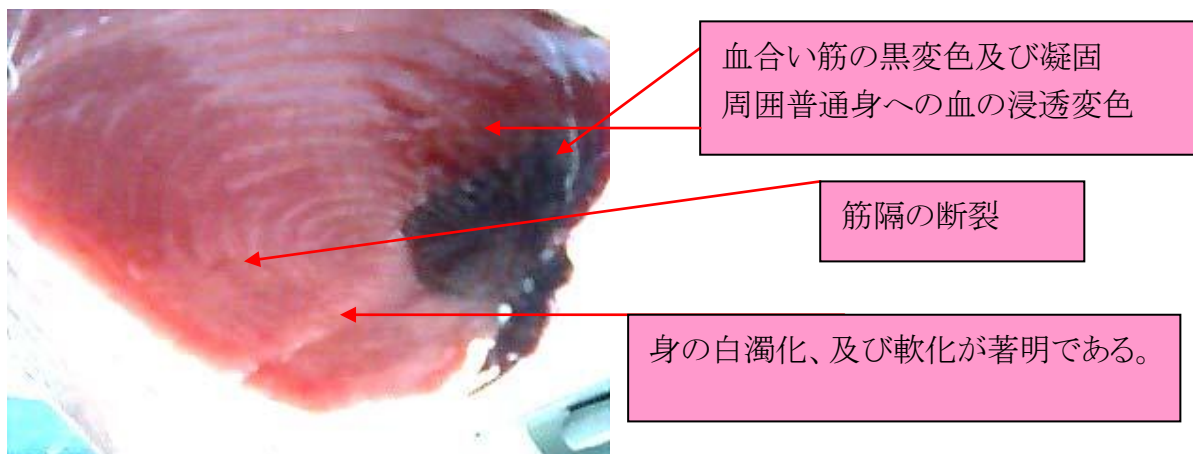 血合い筋の黒変色及び凝固
周囲普通身への血の浸透変色
筋隔の断裂
身の白濁化、及び軟化が著明である。